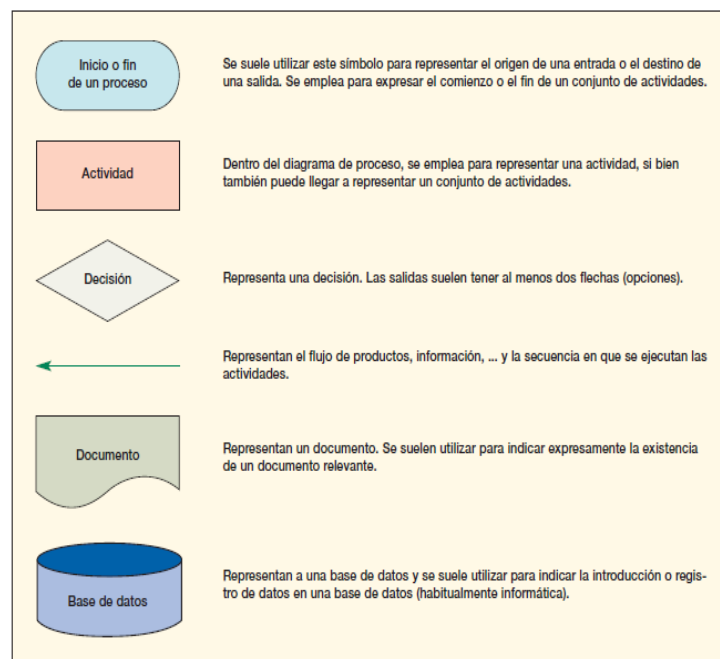 Inicio o fin
de un proceso
Se suele utilizar este símbolo para representar el origen de una entrada o el destino de
una salida. Se emplea para expresar el comienzo o el fin de un conjunto de actividades.
Actividad
Dentro del diagrama de proceso, se emplea para representar una actividad, si bien
también puede llegar a representar un conjunto de actividades.
Decisión
Representa una decisión. Las salidas suelen tener al menos dos flechas (opciones).
Representan el flujo de productos, información, ... y la secuencia en que se ejecutan las
actividades.
Documento
Representan un documento. Se suelen utilizar para indicar expresamente la existencia
de un documento relevante.
Base de datos
Representan a una base de datos y se suele utilizar para indicar la introducción o regis-
tro de datos en una base de datos (habitualmente informática).